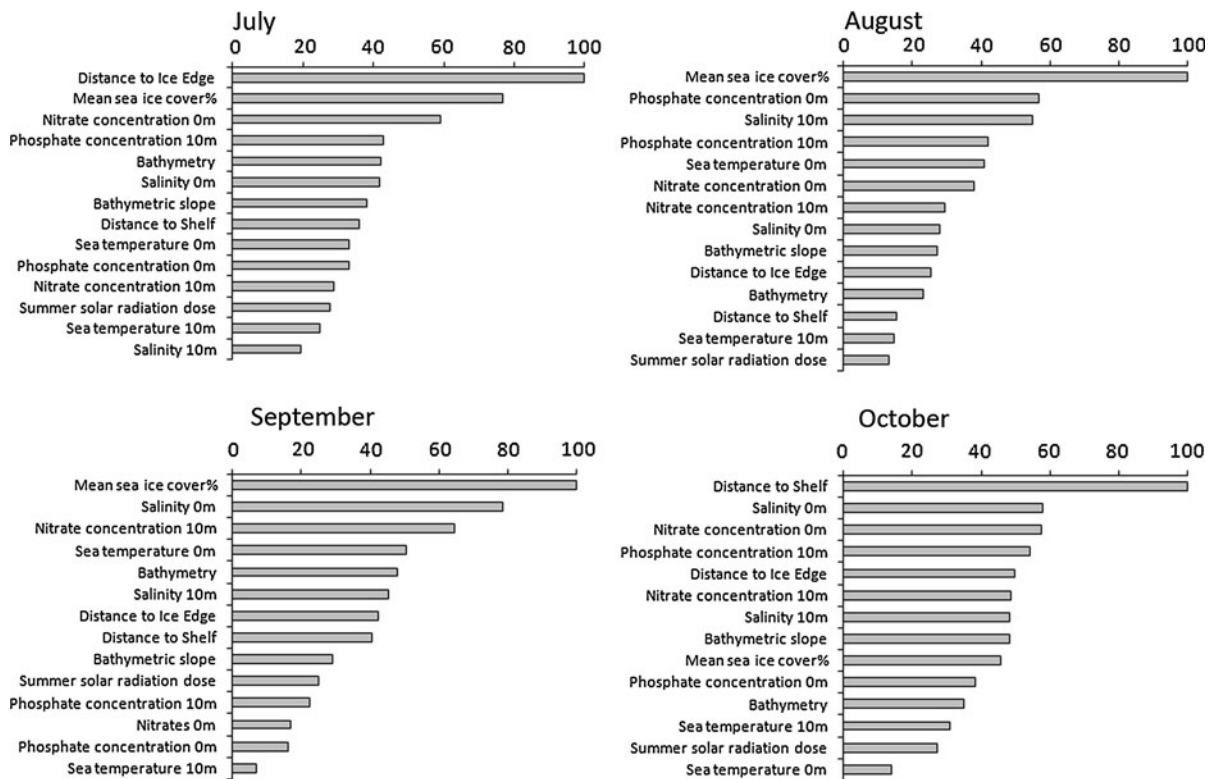 July
0 20 40 60 80 100
Distance to Ice Edge
Mean sea ice cover%
Nitrate concentration 0m
Phosphate concentration 10m
Bathymetry
Salinity 0m
Bathymetric slope
Distance to Shelf
Sea temperature 0m
Phosphate concentration 0m
Nitrate concentration 10m
Summer solar radiation dose
Sea temperature 10m
Salinity 10m
August
0 20 40 60 80 100
Mean sea ice cover%
Phosphate concentration 0m
Salinity 10m
Phosphate concentration 10m
Sea temperature 0m
Nitrate concentration 0m
Nitrate concentration 10m
Salinity 0m
Bathymetric slope
Distance to Ice Edge
Bathymetry
Distance to Shelf
Sea temperature 10m
Summer solar radiation dose
September
0 20 40 60 80 100
Mean sea ice cover%
Salinity 0m
Nitrate concentration 10m
Sea temperature 0m
Bathymetry
Salinity 10m
Distance to Ice Edge
Distance to Shelf
Bathymetric slope
Summer solar radiation dose
Phosphate concentration 10m
Nitrates 0m
Phosphate concentration 0m
Sea temperature 10m
October
0 20 40 60 80 100
Distance to Shelf
Salinity 0m
Nitrate concentration 0m
Phosphate concentration 10m
Distance to Ice Edge
Nitrate concentration 10m
Salinity 10m
Bathymetric slope
Mean sea ice cover%
Phosphate concentration 0m
Bathymetry
Sea temperature 10m
Summer solar radiation dose
Sea temperature 0m